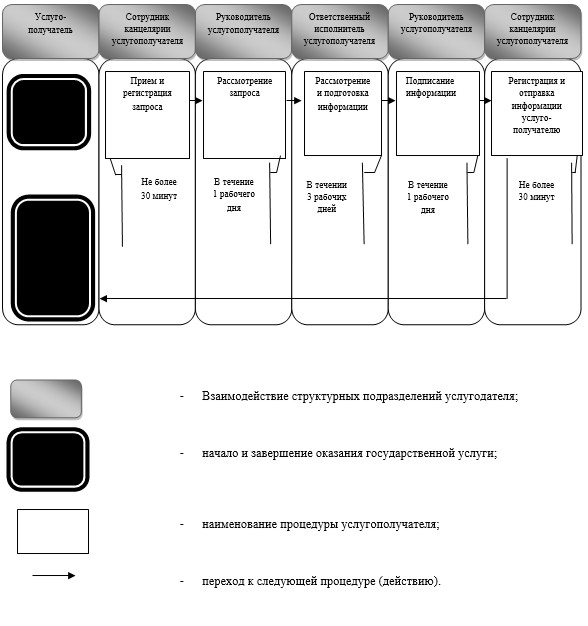 Услуго-
получатель
Сотрудник
канцелярии
услугополучателя
Руководитель
услугополучателя
Ответственный
исполнитель
услугополучателя
Руководитель
услугополучателя
Сотрудник
канцелярии
услугополучателя
Прием и
регистрация
запроса
Рассмотрение
запроса
Рассмотрение
и подготовка
информации
Подписание
информации
Регистрация и
отправка
информации
услуго-
получателю
Не более
30 минут
В течение
1 рабочего
дня
В течении
3 рабочих
дней
В течение
1 рабочего
дня
Не более
30 минут
- Взаимодействие структурных подразделений услугодателя;
- начало и завершение оказания государственной услуги;
- наименование процедуры услугополучателя;
- переход к следующей процедуре (действию).